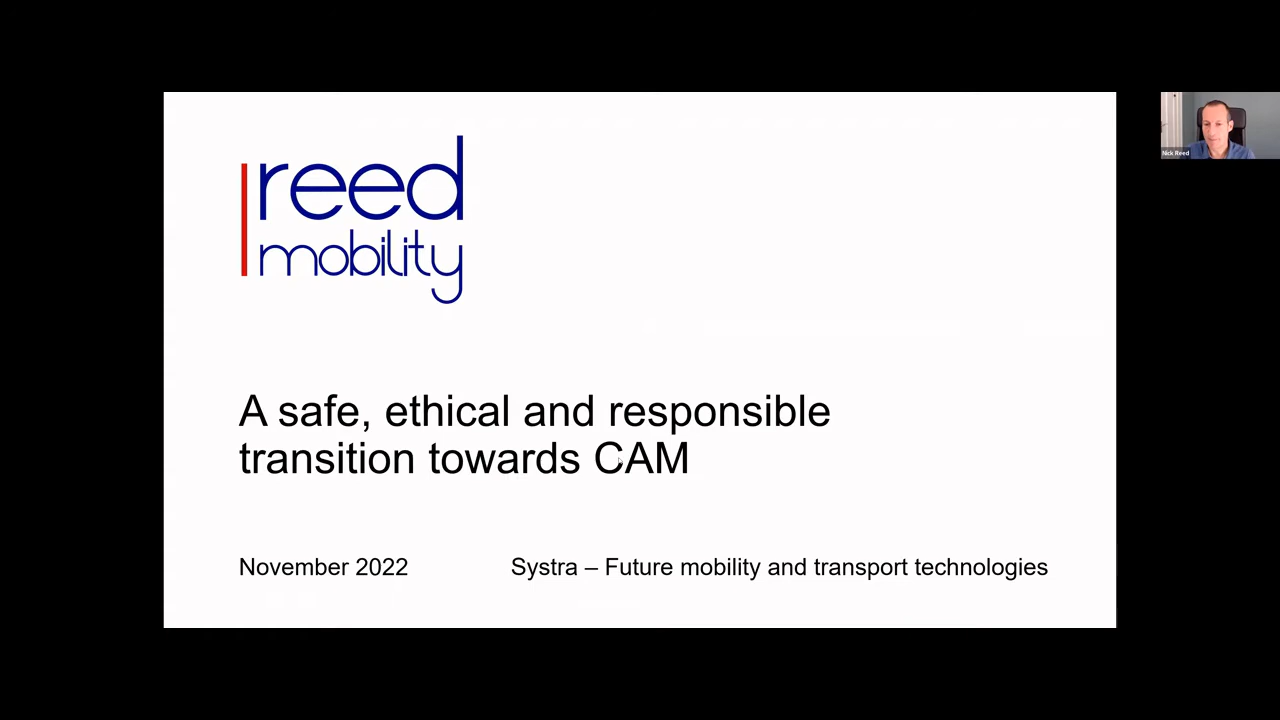 reed
mobility
Nick Reed
A safe, ethical and responsible
transition towards CAM
November 2022
Systra – Future mobility and transport technologies